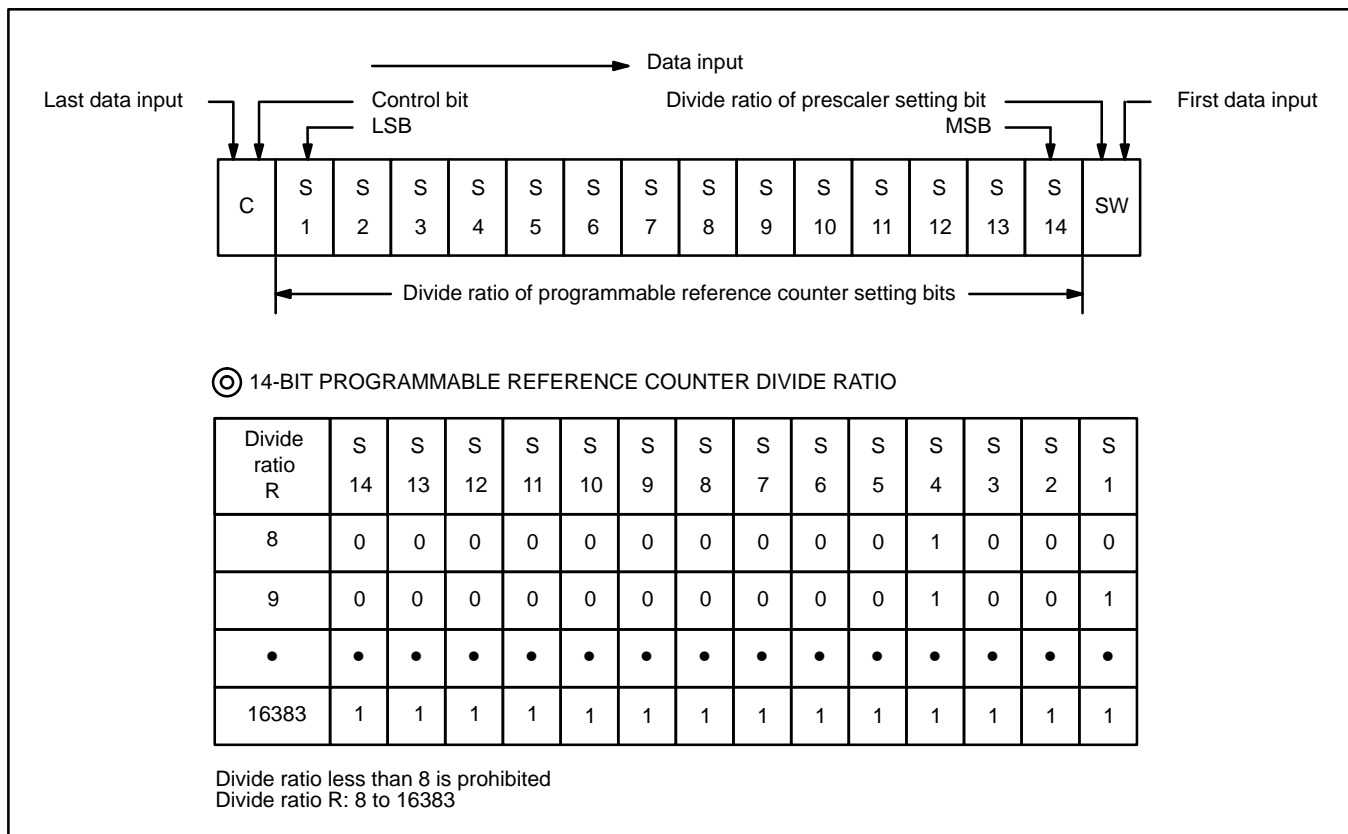 Data input
Last data input Control bit Divide ratio of prescaler setting bit First data input
LSB MSB
C S 1 S 2 S 3 S 4 S 5 S 6 S 7 S 8 S 9 S 10 S 11 S 12 S 13 S 14 SW
Divide ratio of programmable reference counter setting bits
14-BIT PROGRAMMABLE REFERENCE COUNTER DIVIDE RATIO
Divide ratio R S 14 S 13 S 12 S 11 S 10 S 9 S 8 S 7 S 6 S 5 S 4 S 3 S 2 S 1
8 0 0 0 0 0 0 0 0 0 0 1 0 0 0
9 0 0 0 0 0 0 0 0 0 0 1 0 0 1
• • • • • • • • • • • • • • •
16383 1 1 1 1 1 1 1 1 1 1 1 1 1 1
Divide ratio less than 8 is prohibited
Divide ratio R: 8 to 16383